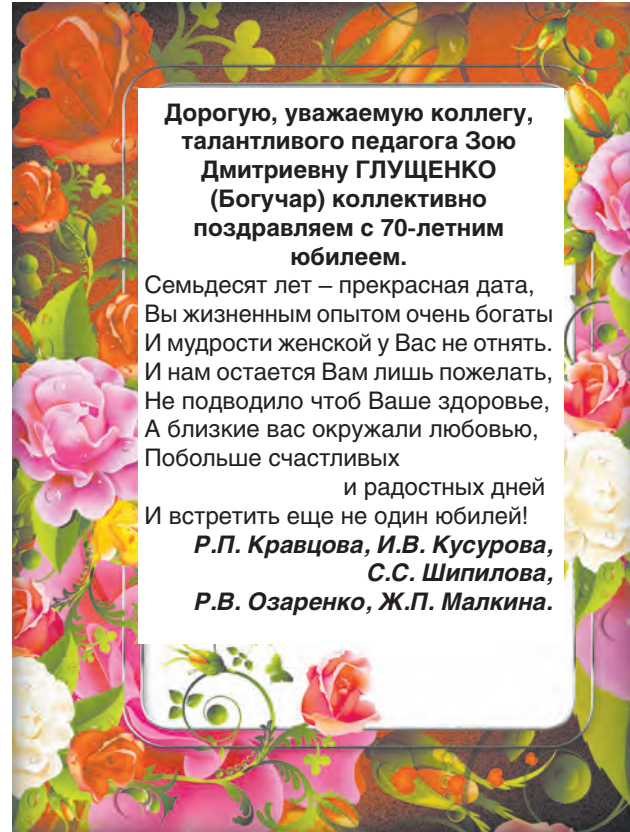 Дорогую, уважаемую коллегу,
талантливого педагога Зою
Дмитриевну ГЛУЩЕНКО
(Богучар) коллективно
поздравляем с 70-летним
юбилеем.
Семьдесят лет – прекрасная дата,
Вы жизненным опытом очень богаты
И мудрости женской у Вас не отнять.
И нам остается Вам лишь пожелать,
Не подводило чтоб Ваше здоровье,
А близкие вас окружали любовью,
Побольше счастливых
и радостных дней
И встретить еще не один юбилей!
Р.П. Кравцова, И.В. Кусурова,
С.С. Шипилова,
Р.В. Озаренко, Ж.П. Малкина.